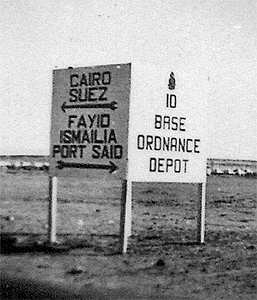 CAIRO
SUEZ
FAYID
ISMAILIA
PORT SAID
10
BASE
ORDNANCE
DEPOT